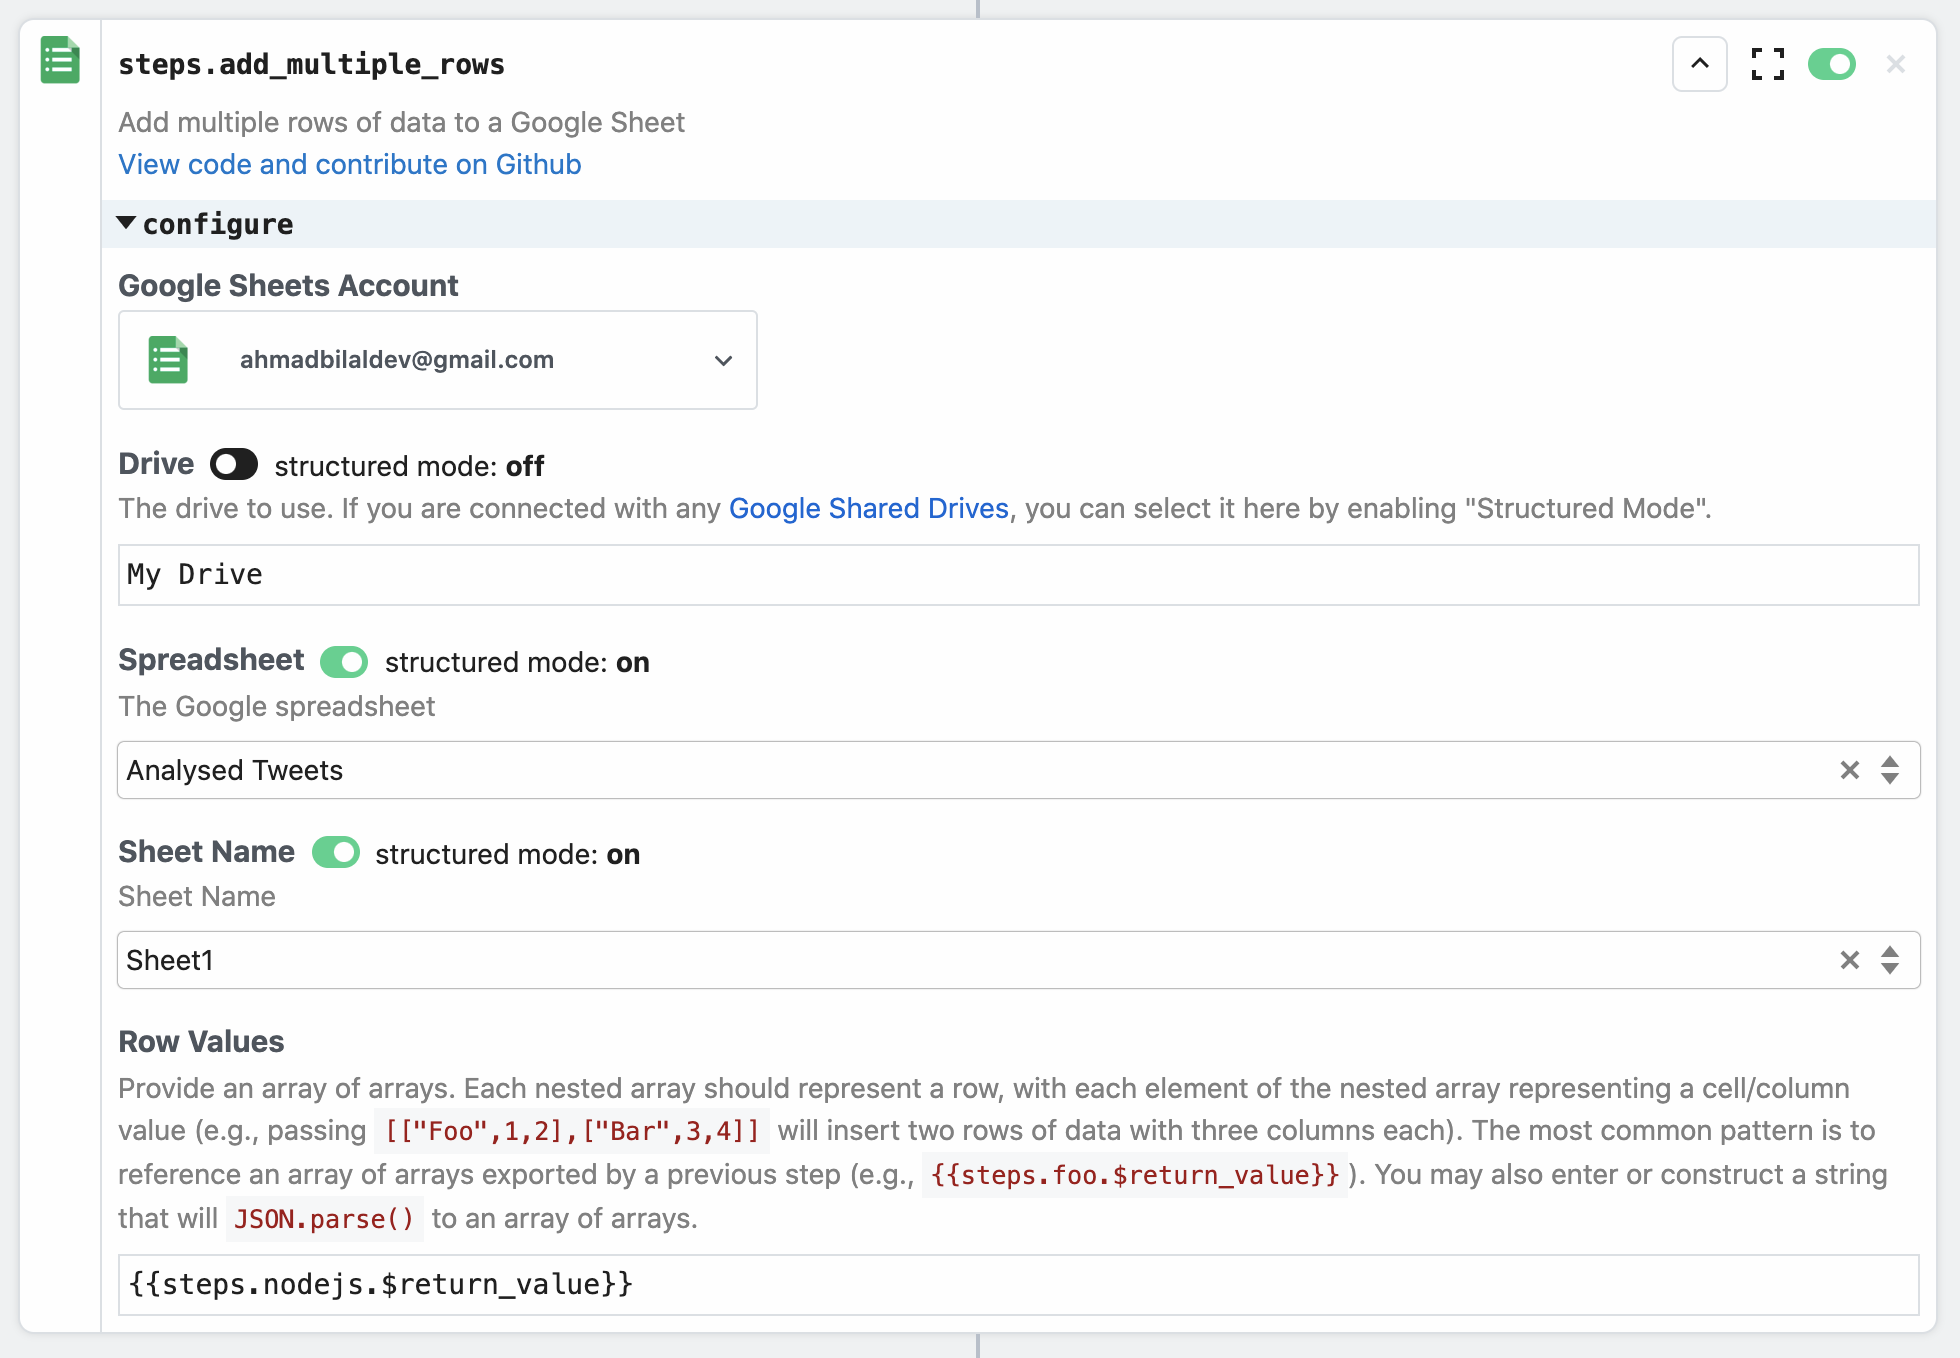 steps.add_multiple_rows
Add multiple rows of data to a Google Sheet
View code and contribute on Github
configure
Google Sheets Account
ahmadbilaldev@gmail.com
Drive structured mode: off
The drive to use. If you are connected with any Google Shared Drives, you can select it here by enabling "Structured Mode".
My Drive
Spreadsheet structured mode: on
The Google spreadsheet
Analysed Tweets
Sheet Name structured mode: on
Sheet Name
Sheet1
Row Values
Provide an array of arrays. Each nested array should represent a row, with each element of the nested array representing a cell/column
value (e.g., passing [["Foo",1,2],["Bar",3,4]] will insert two rows of data with three columns each). The most common pattern is to
reference an array of arrays exported by a previous step (e.g., {{steps.foo.$return_value}}). You may also enter or construct a string
that will JSON.parse() to an array of arrays.
{{steps.nodejs.$return_value}}